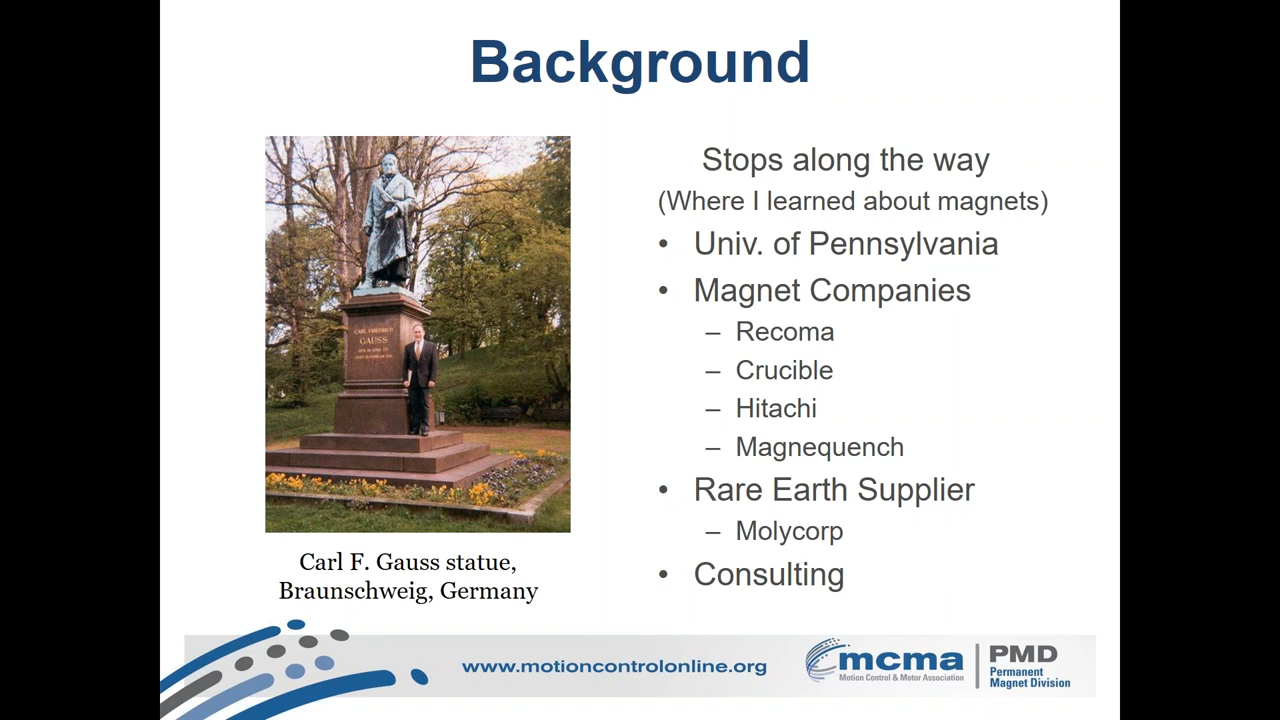 Background
CARL FRIEDRICH
GAUSS
Carl F. Gauss statue,
Braunschweig, Germany
Stops along the way
(Where I learned about magnets)
• Univ. of Pennsylvania
• Magnet Companies
– Recoma
– Crucible
– Hitachi
– Magnequench
• Rare Earth Supplier
– Molycorp
• Consulting
www.motioncontrolonline.org
mcma
Motion Control & Motor Association
PMD
Permanent
Magnet Division